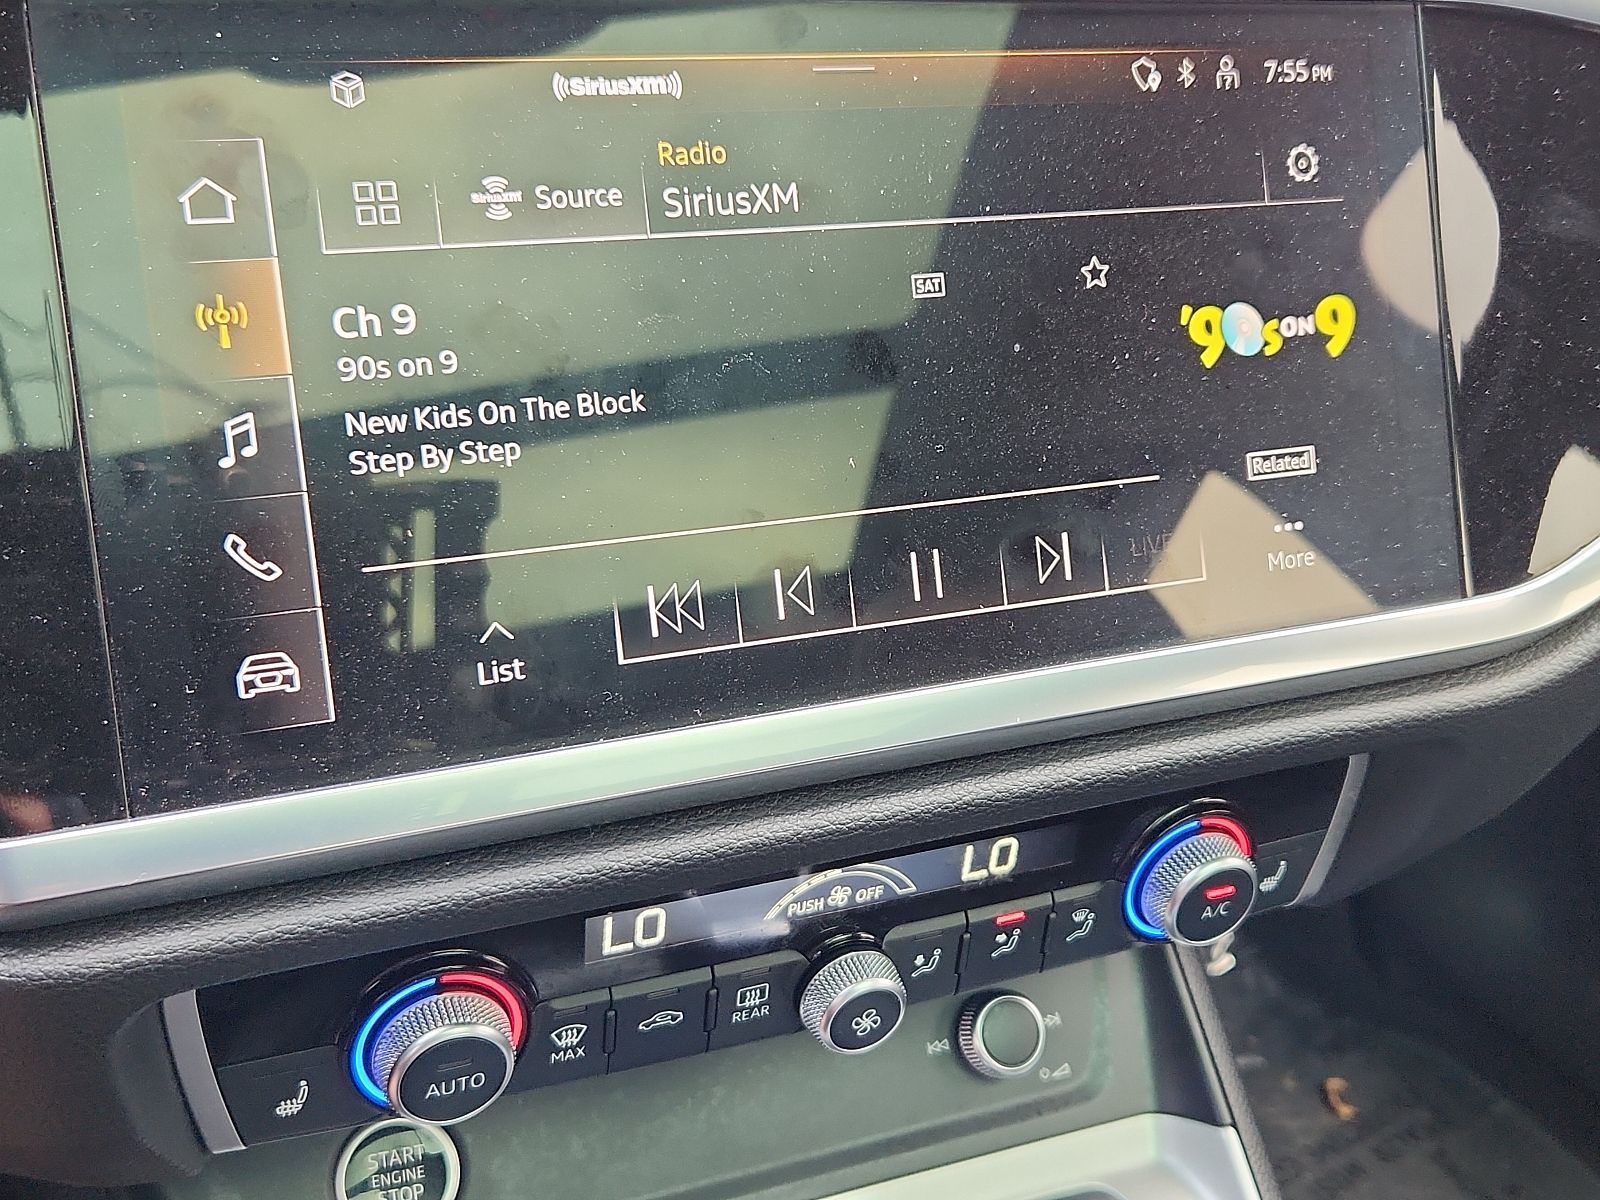 SiriusXM
7:55 PM
Radio
SiriusXM Source
SiriusXM
SAT
Ch 9
90s on 9
'90s ON 9
New Kids On The Block
Step By Step
Related
LIVE
More
List
LO
PUSH OFF
LO
A/C
AUTO
MAX
REAR
START
ENGINE
STOP